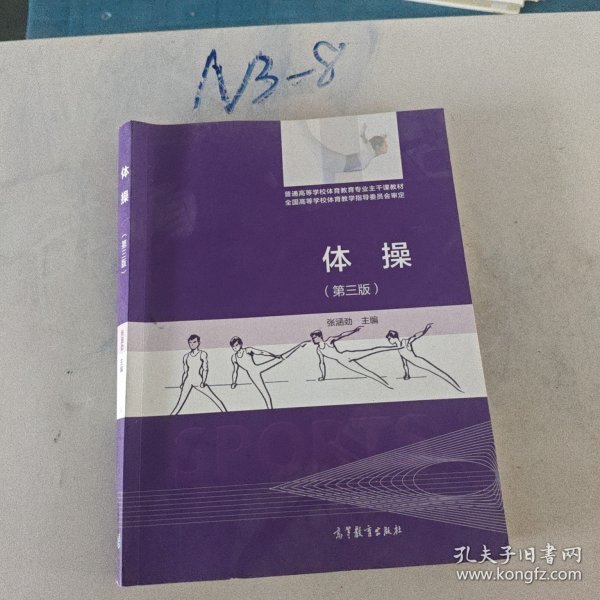 N3-8
普通高等学校体育教育专业主干课教材
全国高等学校体育教学指导委员会审定
体操
（第三版）
张涵劲 主编
SPORTS
高等教育出版社
体操
（第三版）
孔夫子旧书网
www.kongfz.com